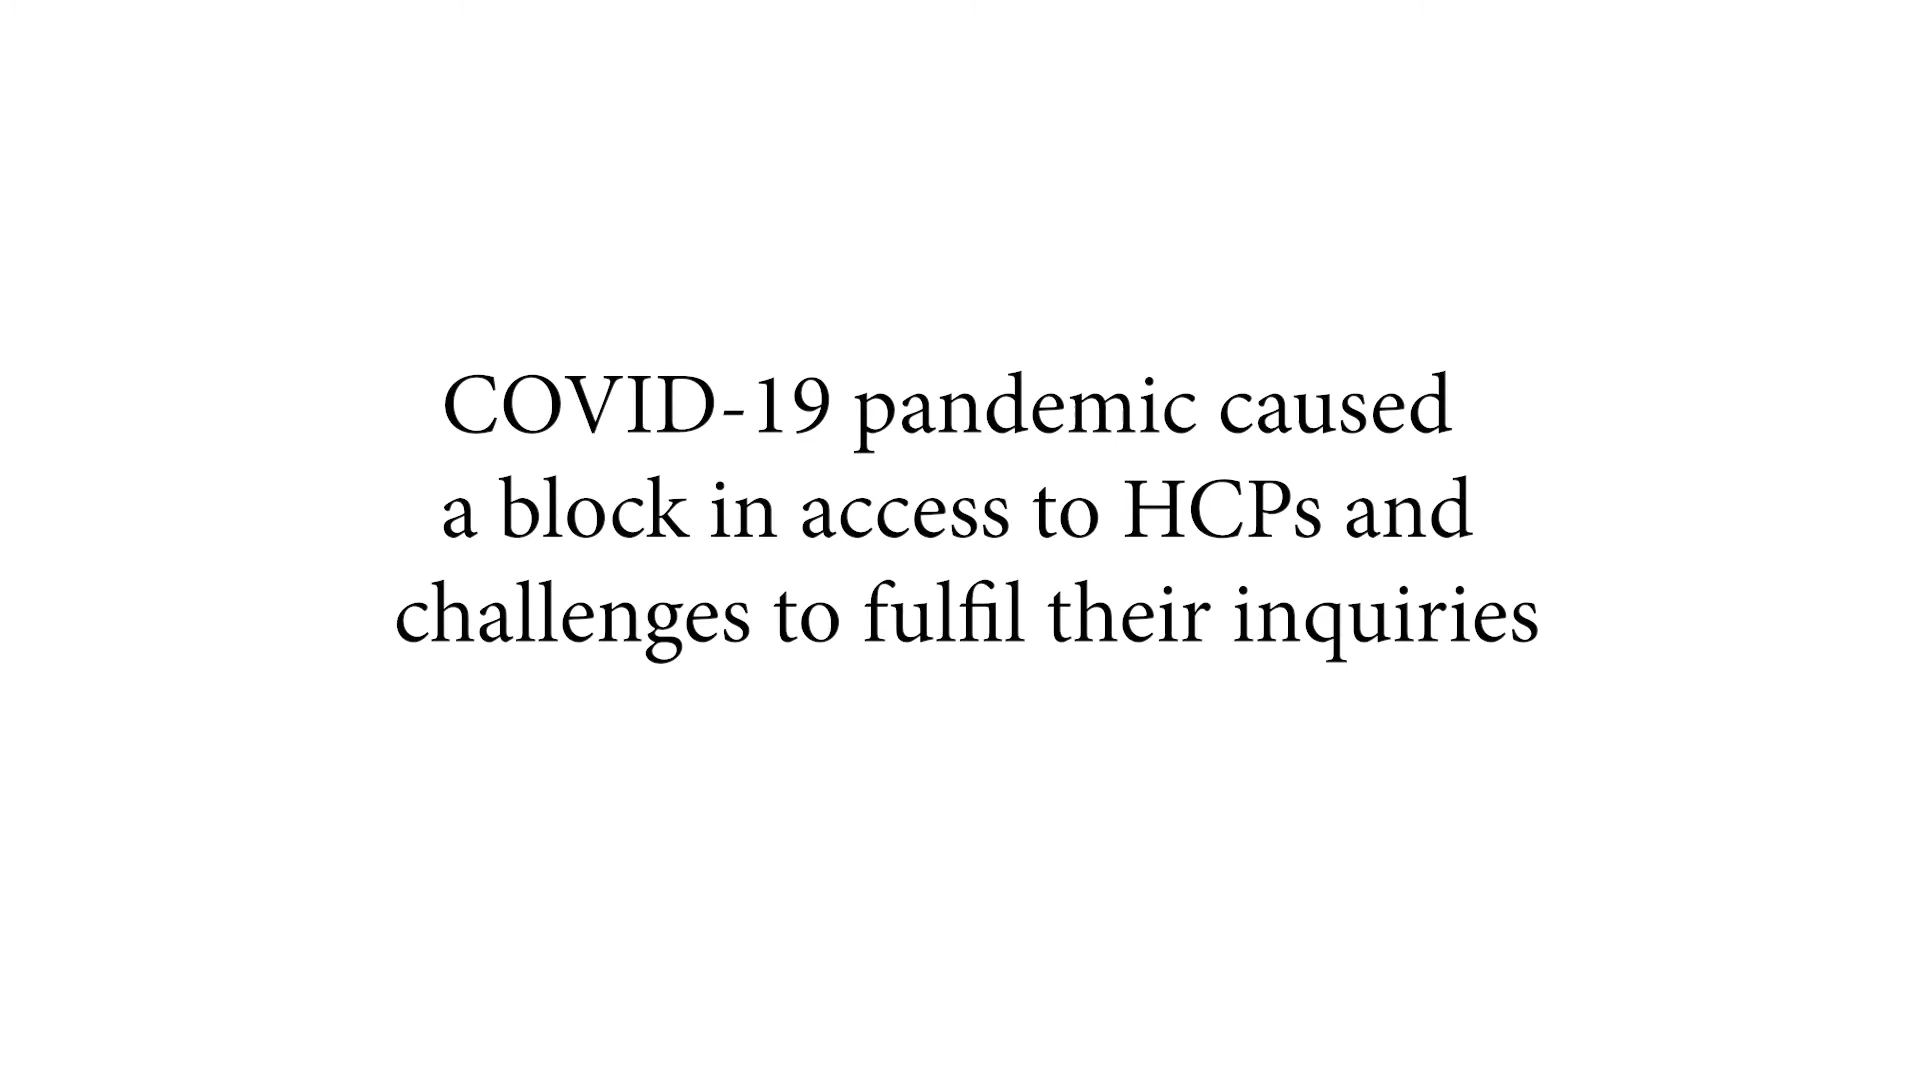 COVID-19 pandemic caused
a block in access to HCPs and
challenges to fulfil their inquiries